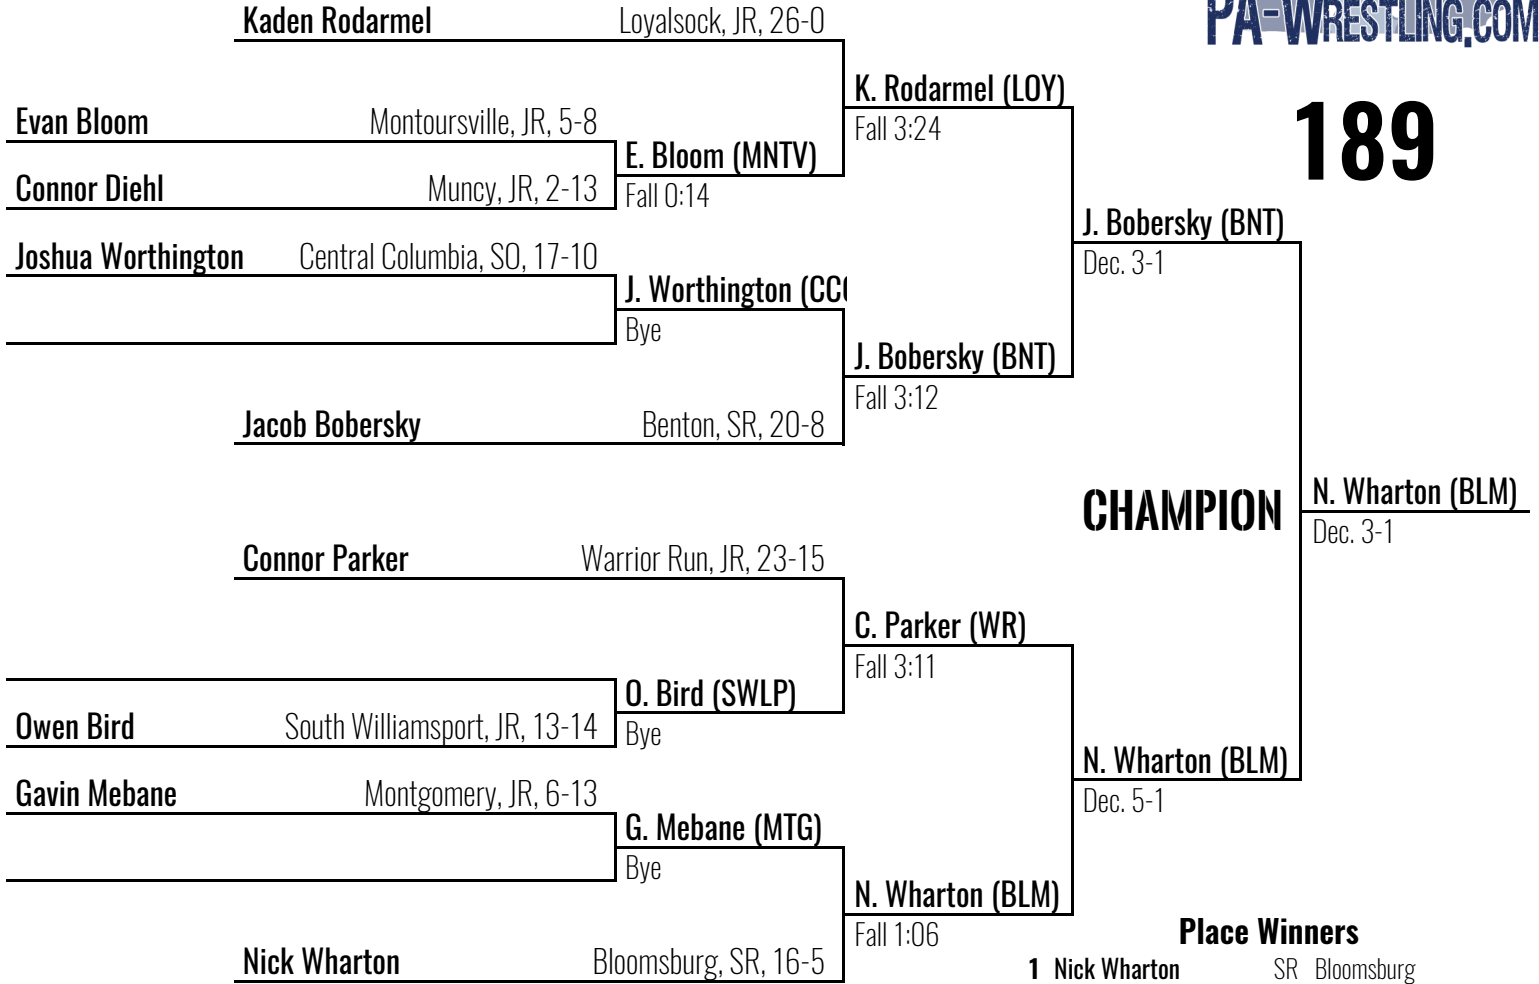 PA-WRESTLING.COM
189
Kaden Rodarmel Loyalsock, JR, 26-0
K. Rodarmel (LOY)
Fall 3:24
Evan Bloom Montoursville, JR, 5-8
E. Bloom (MNTV)
Fall 0:14
Connor Diehl Muncy, JR, 2-13
J. Bobersky (BNT)
Dec. 3-1
Joshua Worthington Central Columbia, SO, 17-10
J. Worthington (CC
Bye
J. Bobersky (BNT)
Fall 3:12
Jacob Bobersky Benton, SR, 20-8
CHAMPION
N. Wharton (BLM)
Dec. 3-1
Connor Parker Warrior Run, JR, 23-15
C. Parker (WR)
Fall 3:11
O. Bird (SWLP)
Bye
Owen Bird South Williamsport, JR, 13-14
N. Wharton (BLM)
Dec. 5-1
Gavin Mebane Montgomery, JR, 6-13
G. Mebane (MTG)
Bye
N. Wharton (BLM)
Fall 1:06
Nick Wharton Bloomsburg, SR, 16-5
Place Winners
1 Nick Wharton SR Bloomsburg